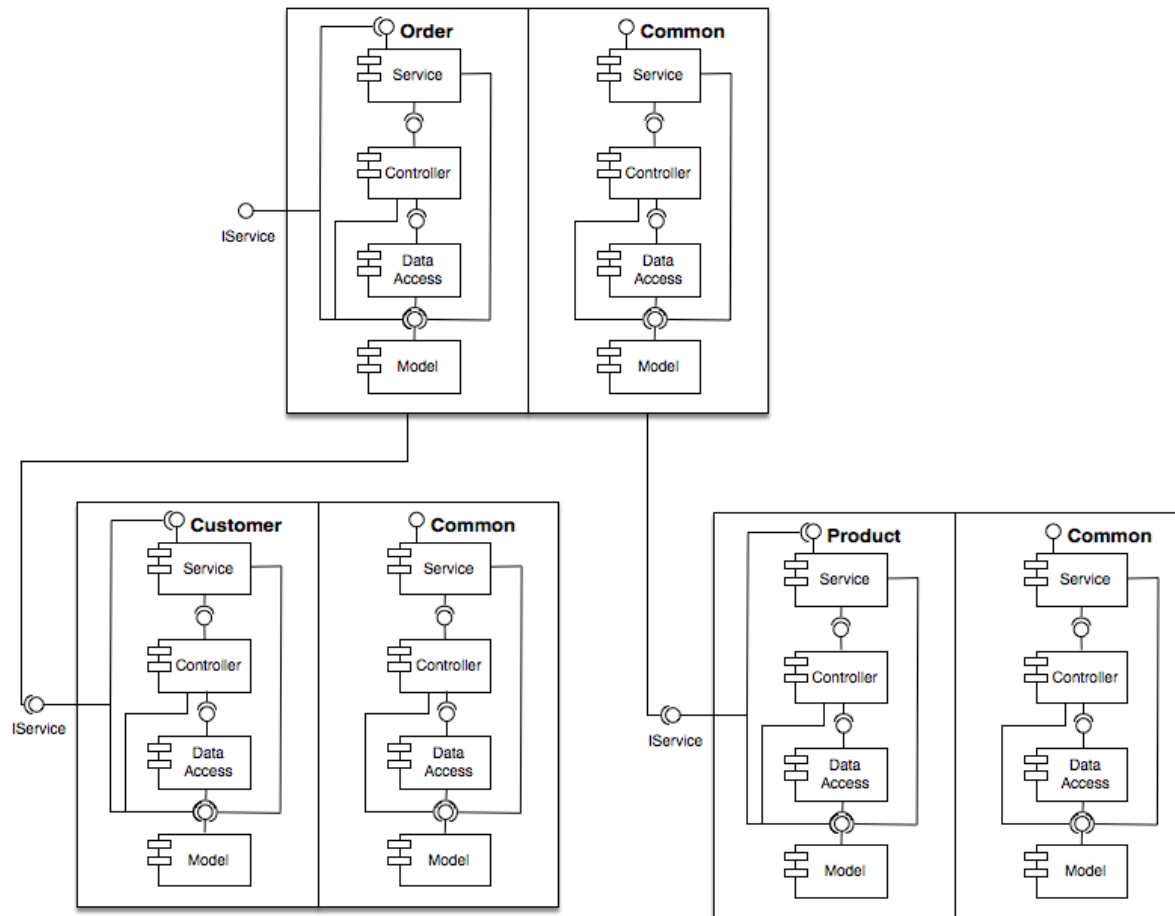 Order
Common
Service
Service
Controller
Controller
IService
Data
Access
Data
Access
Model
Model
Customer
Common
Service
Service
Controller
Controller
IService
Data
Access
Data
Access
Model
Model
Product
Common
Service
Service
Controller
Controller
IService
Data
Access
Data
Access
Model
Model